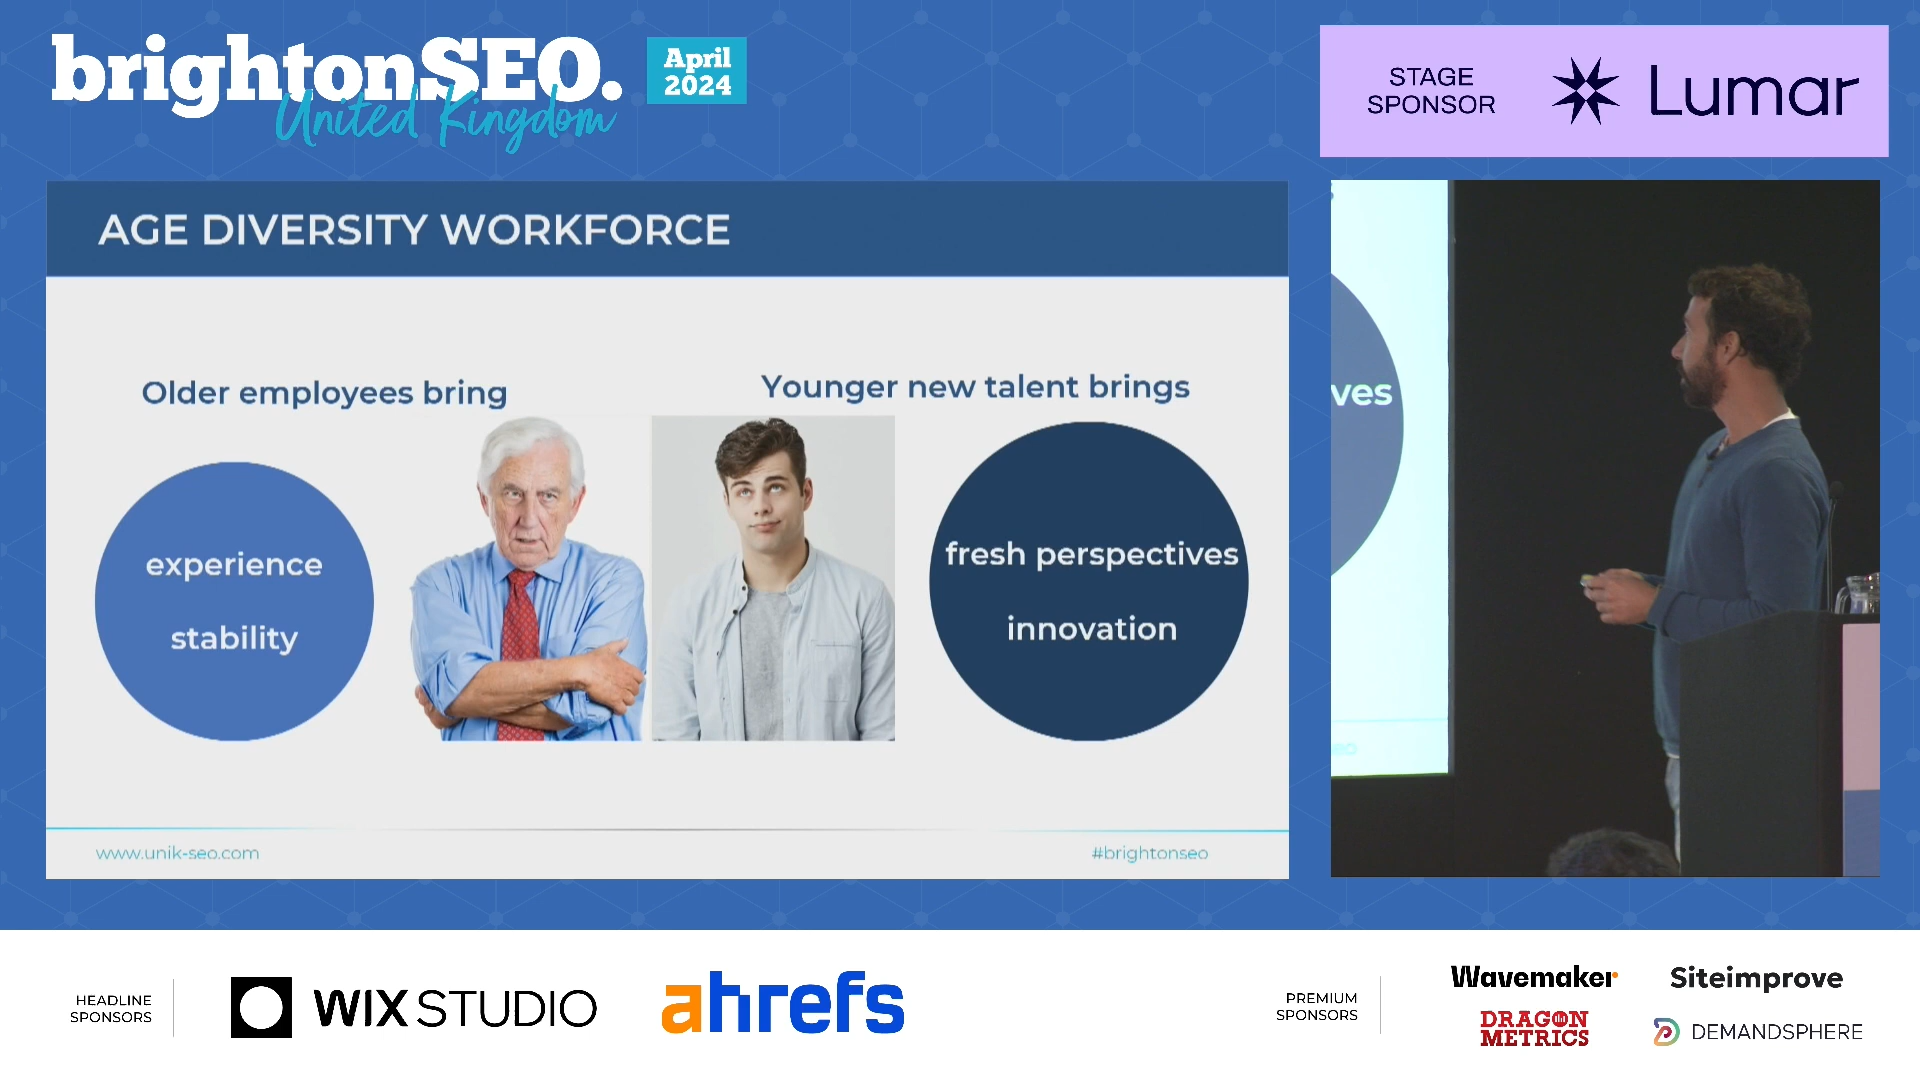 brightonSEO.
United Kingdom
April
2024
STAGE
SPONSOR
Lumar
AGE DIVERSITY WORKFORCE
Older employees bring
Younger new talent brings
experience
stability
fresh perspectives
innovation
www.unik-seo.com
#brightonseo
ves
eo
HEADLINE
SPONSORS
WIX STUDIO
ahrefs
PREMIUM
SPONSORS
Wavemaker
Siteimprove
DRAGON
METRICS
DEMANDSPHERE